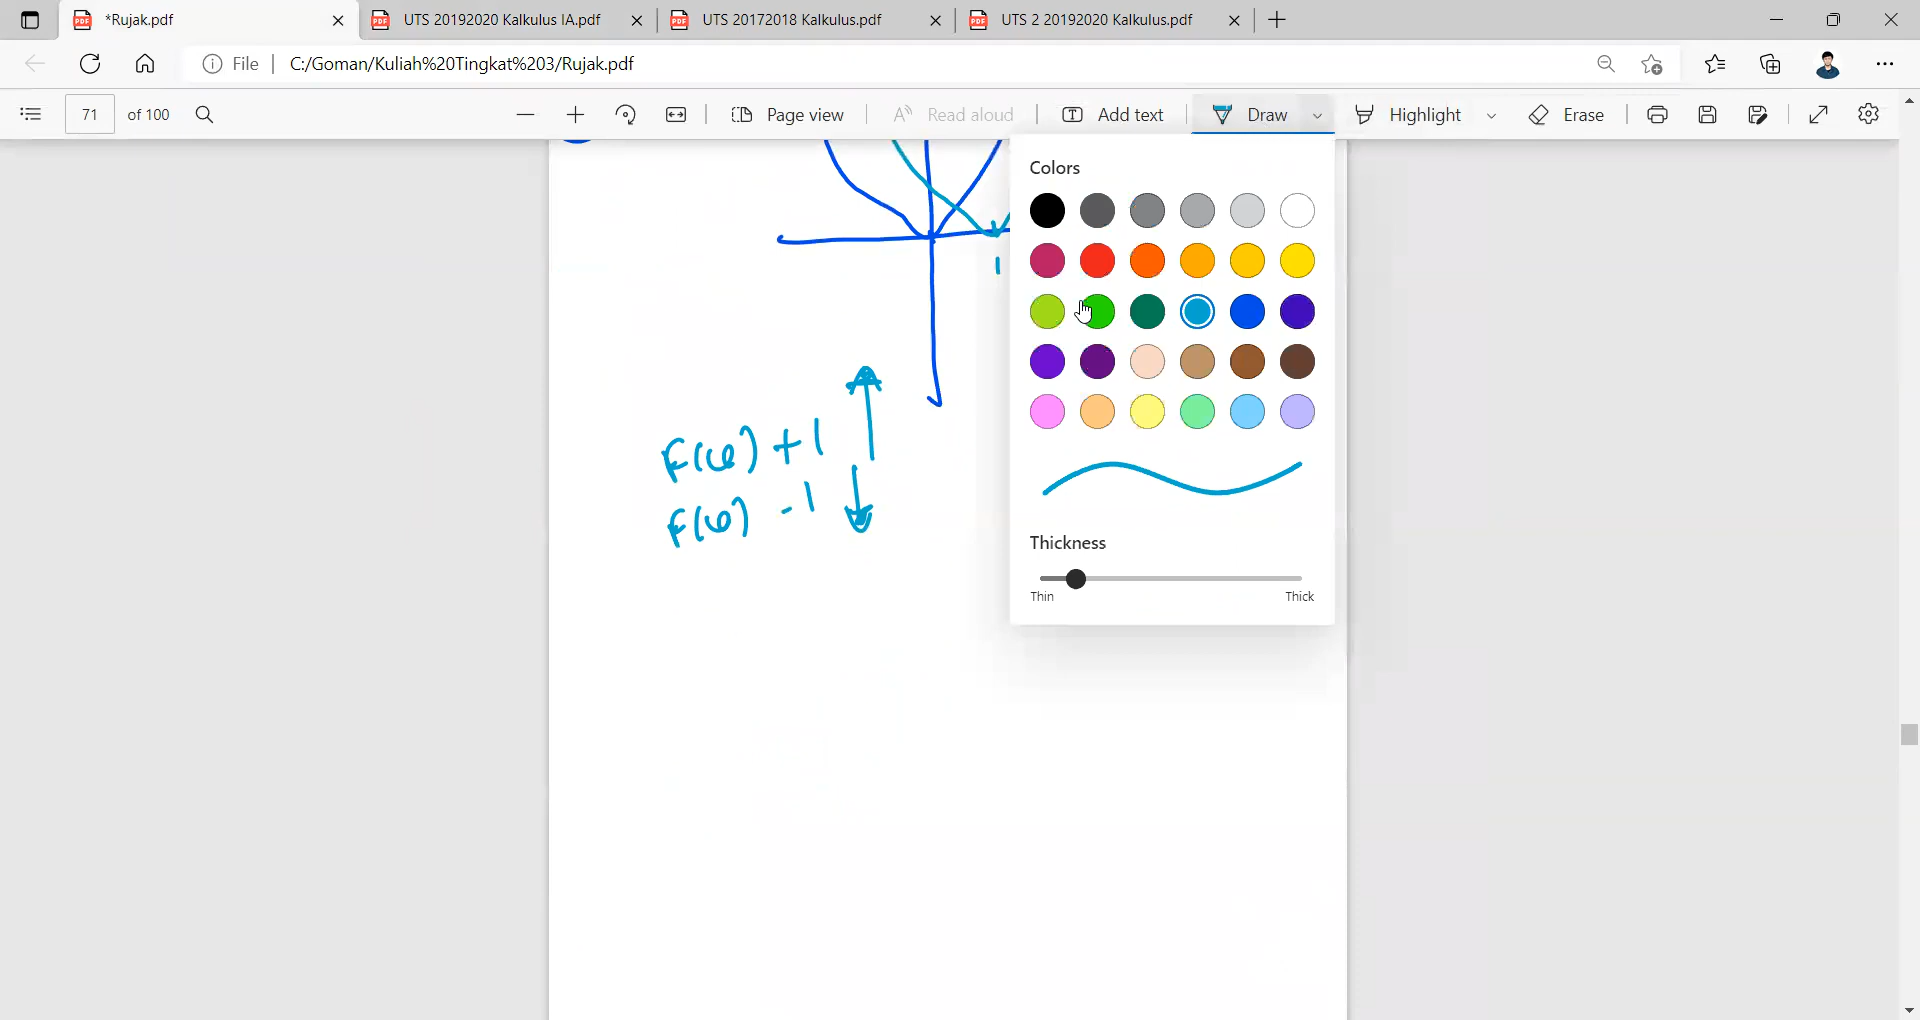 *Rujak.pdf
UTS 20192020 Kalkulus IA.pdf
UTS 20172018 Kalkulus.pdf
UTS 2 20192020 Kalkulus.pdf
File
C:/Goman/Kuliah%20Tingkat%203/Rujak.pdf
71 of 100
Page view
Read aloud
Add text
Draw
Highlight
Erase
Colors
1
f(x) + 1
f(x) - 1
Thickness
Thin
Thick